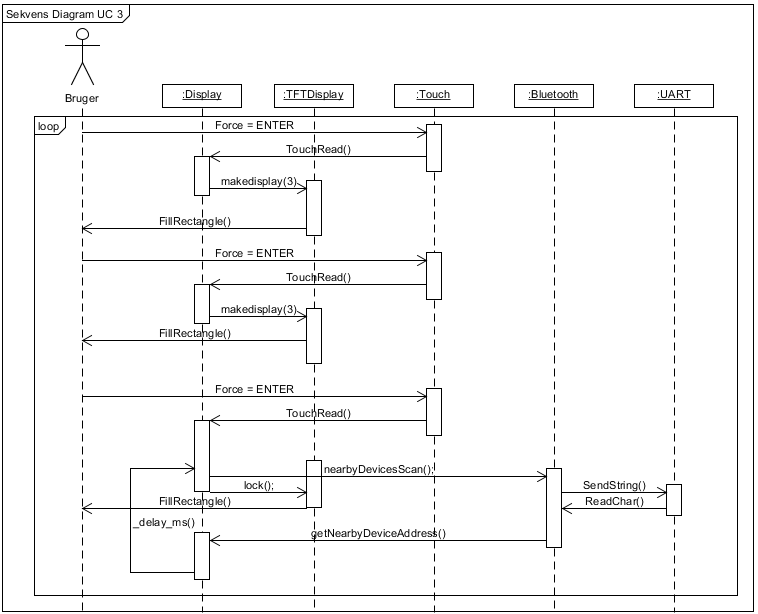 Sekvens Diagram UC 3
Bruger
:Display
:TFTDisplay
:Touch
:Bluetooth
:UART
loop
Force = ENTER
TouchRead()
makedisplay(3)
FillRectangle()
Force = ENTER
TouchRead()
makedisplay(3)
FillRectangle()
Force = ENTER
TouchRead()
nearbyDevicesScan();
lock();
SendString()
FillRectangle()
ReadChar()
_delay_ms()
getNearbyDeviceAddress()